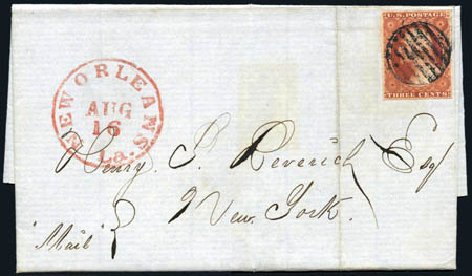 U.S. POSTAGE
THREE CENTS
NEW ORLEANS
AUG
16
La.
Henry S. Reverich Esq
New York.
"Mail"